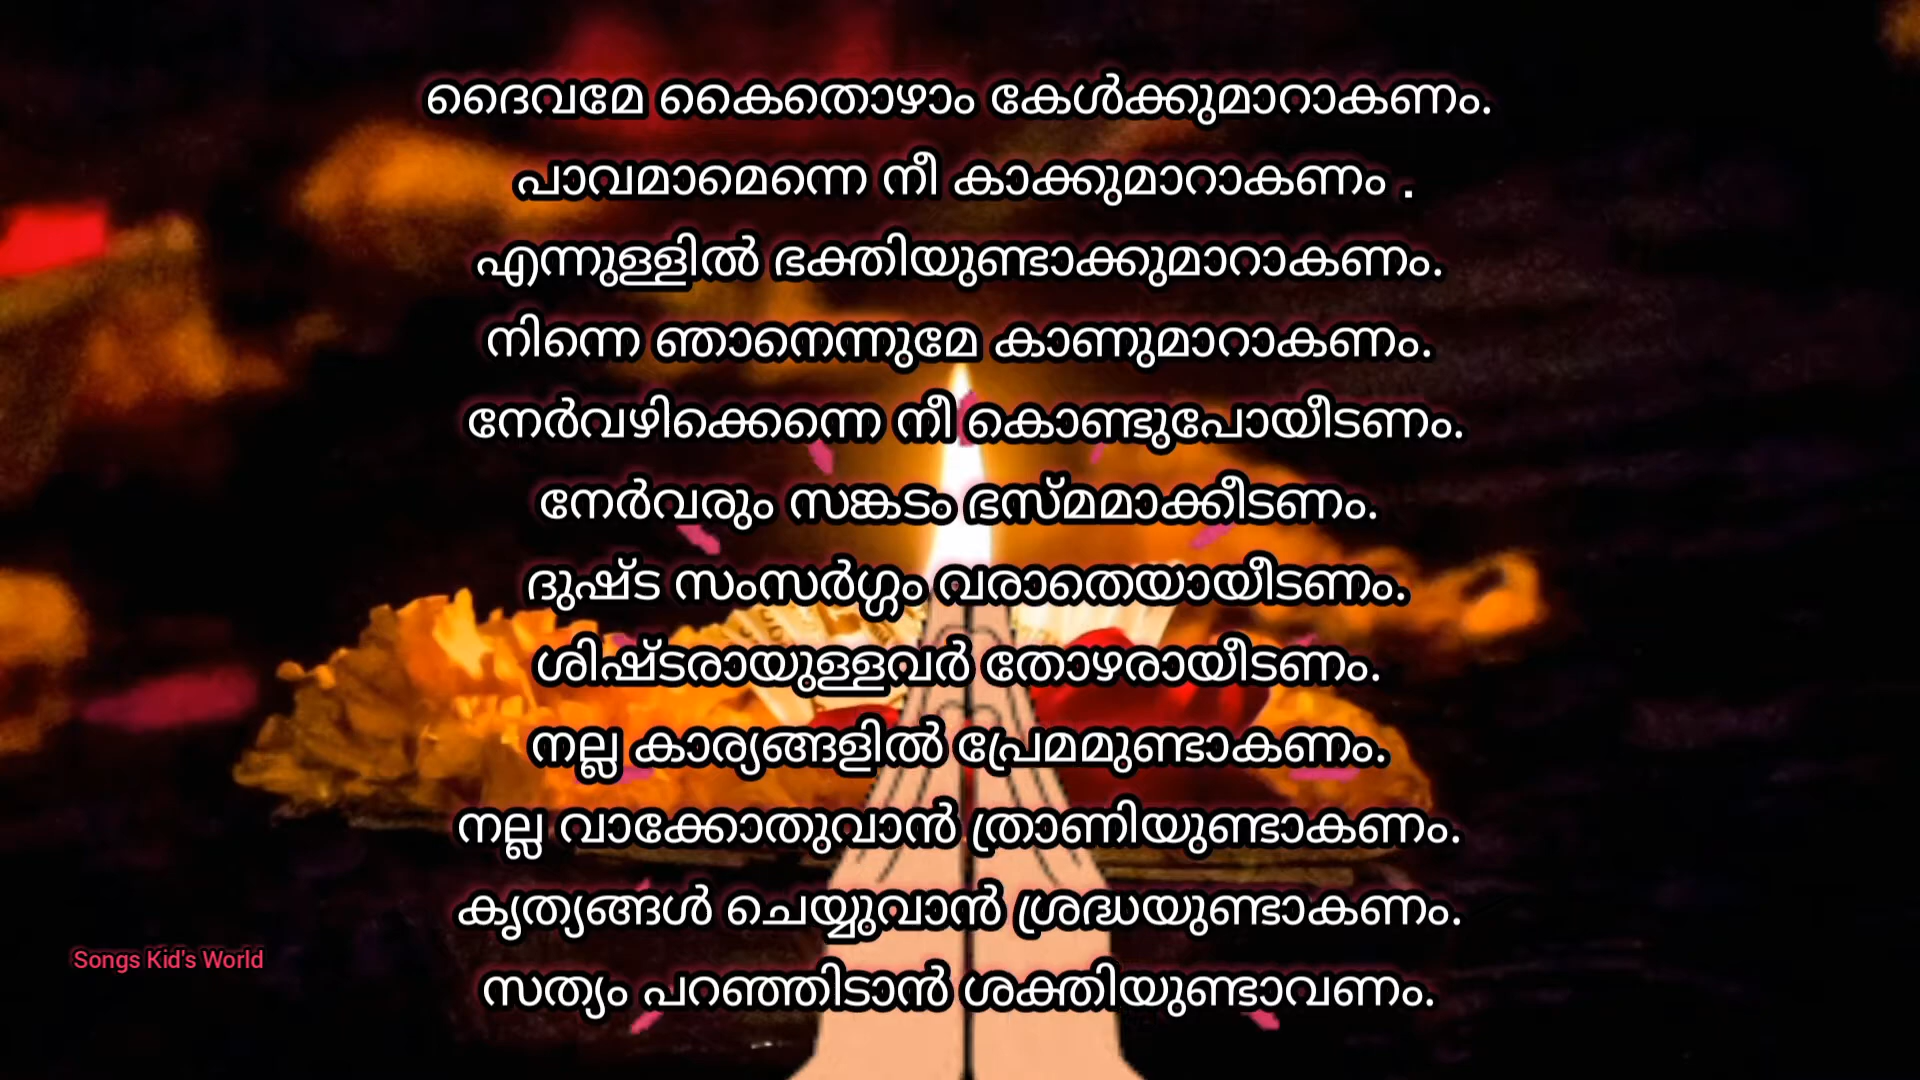 ദൈവമേ കൈതൊഴാം കേൾക്കുമാറാകണം.
പാവമാമെന്നെ നീ കാക്കുമാറാകണം .
എന്നുള്ളിൽ ഭക്തിയുണ്ടാക്കുമാറാകണം.
നിന്നെ ഞാനെന്നുമേ കാണുമാറാകണം.
നേർവഴിക്കെന്നെ നീ കൊണ്ടുപോയീടണം.
നേർവരും സങ്കടം ഭസ്മമാക്കീടണം.
ദുഷ്ട സംസർഗ്ഗം വരാതെയായീടണം.
ശിഷ്ടരായുള്ളവർ തോഴരായീടണം.
നല്ല കാര്യങ്ങളിൽ പ്രേമമുണ്ടാകണം.
നല്ല വാക്കോതുവാൻ ത്രാണിയുണ്ടാകണം.
കൃത്യങ്ങൾ ചെയ്യുവാൻ ശ്രദ്ധയുണ്ടാകണം.
Songs Kid's World
സത്യം പറഞ്ഞിടാൻ ശക്തിയുണ്ടാവണം.